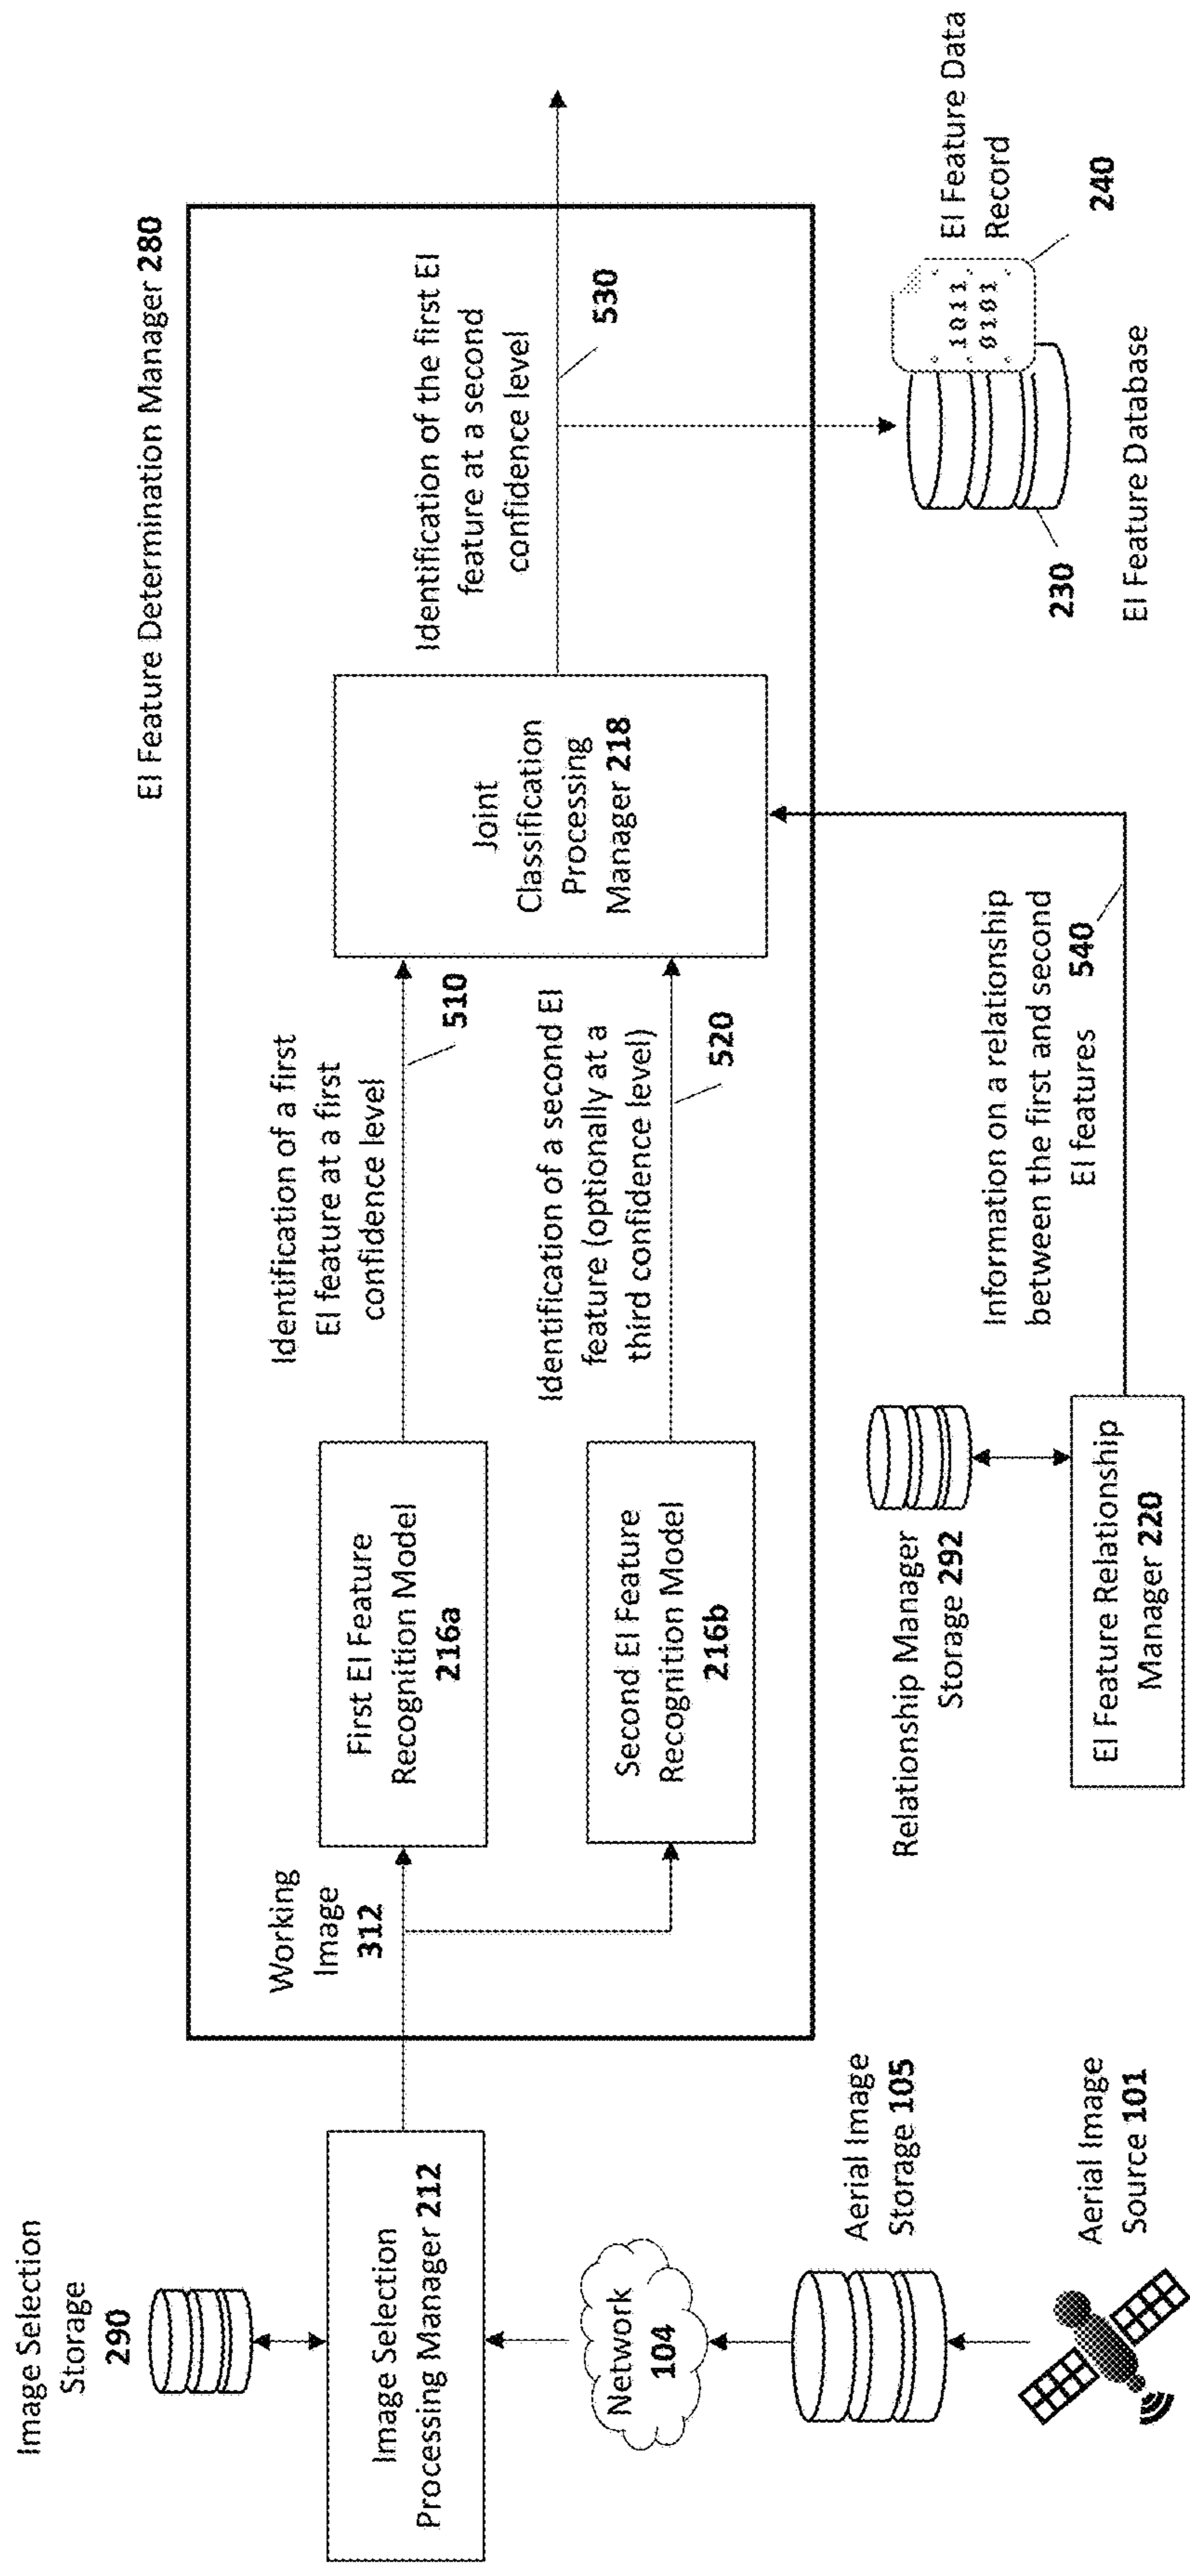 EI Feature Determination Manager 280
Image Selection
Storage
290
Image Selection
Processing Manager 212
Network
104
Aerial Image
Storage 105
Aerial Image
Source 101
Working
Image
312
First EI Feature
Recognition Model
216a
Second EI Feature
Recognition Model
216b
Identification of a first
EI feature at a first
confidence level
510
Identification of a second EI
feature (optionally at a
third confidence level)
520
Joint
Classification
Processing
Manager 218
Identification of the first EI
feature at a second
confidence level
530
Relationship Manager
Storage 292
EI Feature Relationship
Manager 220
Information on a relationship
between the first and second
EI features 540
1011
0101
EI Feature Data
Record
240
230
EI Feature Database